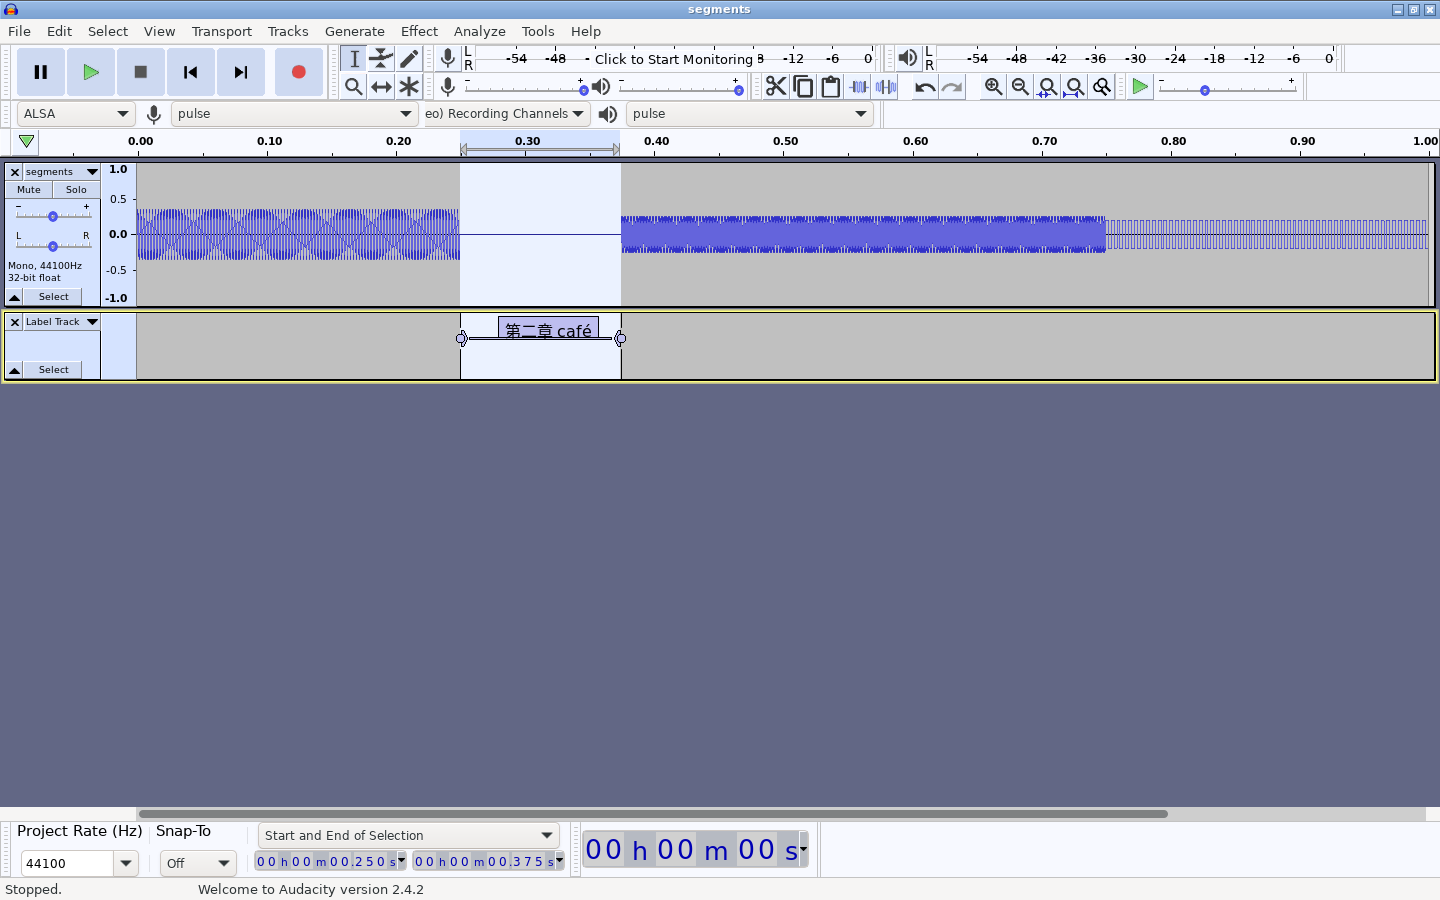 segments
File Edit Select View Transport Tracks Generate Effect Analyze Tools Help
L R -54 -48 - Click to Start Monitoring -12 -6 0
L R -54 -48 -42 -36 -30 -24 -18 -12 -6 0
- + - +
- +
ALSA pulse eo) Recording Channels pulse
0.00 0.10 0.20 0.30 0.40 0.50 0.60 0.70 0.80 0.90 1.00
segments
Mute Solo
- +
L R
Mono, 44100Hz
32-bit float
Select
1.0
0.5
0.0
-0.5
-1.0
Label Track
第二章 café
Select
Project Rate (Hz) Snap-To
Start and End of Selection
44100 Off
00 h 00 m 00.250 s 00 h 00 m 00.375 s
00 h 00 m 00 s
Stopped. Welcome to Audacity version 2.4.2